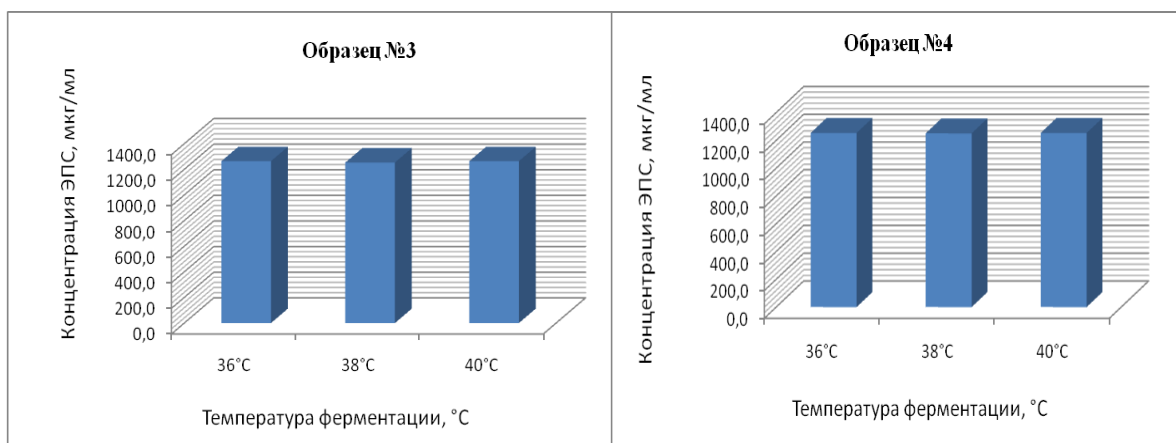 Образец №3
Концентрация ЭПС, мкг/мл
1400,0
1200,0
1000,0
800,0
600,0
400,0
200,0
0,0
36°C 38°C 40°C
Температура ферментации, °C
Образец №4
Концентрация ЭПС, мкг/мл
1400,0
1200,0
1000,0
800,0
600,0
400,0
200,0
0,0
36°C 38°C 40°C
Температура ферментации, °C